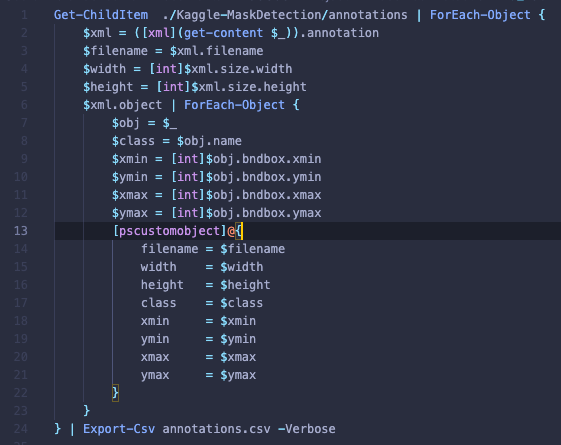 1 Get-ChildItem  ./Kaggle-MaskDetection/annotations | ForEach-Object {
2     $xml = ([xml](get-content $_)).annotation
3     $filename = $xml.filename
4     $width = [int]$xml.size.width
5     $height = [int]$xml.size.height
6     $xml.object | ForEach-Object {
7         $obj = $_
8         $class = $obj.name
9         $xmin = [int]$obj.bndbox.xmin
10         $ymin = [int]$obj.bndbox.ymin
11         $xmax = [int]$obj.bndbox.xmax
12         $ymax = [int]$obj.bndbox.ymax
13         [pscustomobject]@{
14             filename = $filename
15             width    = $width
16             height   = $height
17             class    = $class
18             xmin     = $xmin
19             ymin     = $ymin
20             xmax     = $xmax
21             ymax     = $ymax
22         }
23     }
24 } | Export-Csv annotations.csv -Verbose